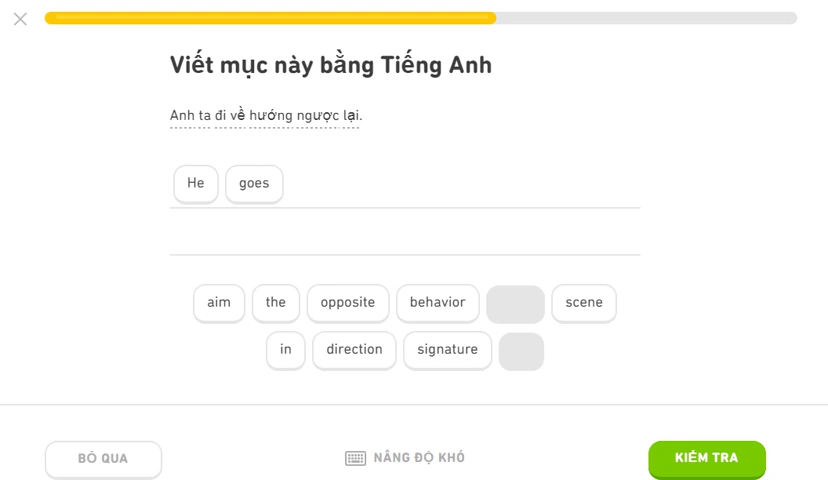 Viết mục này bằng Tiếng Anh
Anh ta đi về hướng ngược lại.
He goes
aim the opposite behavior scene
in direction signature
BỎ QUA NÂNG ĐỘ KHÓ KIỂM TRA